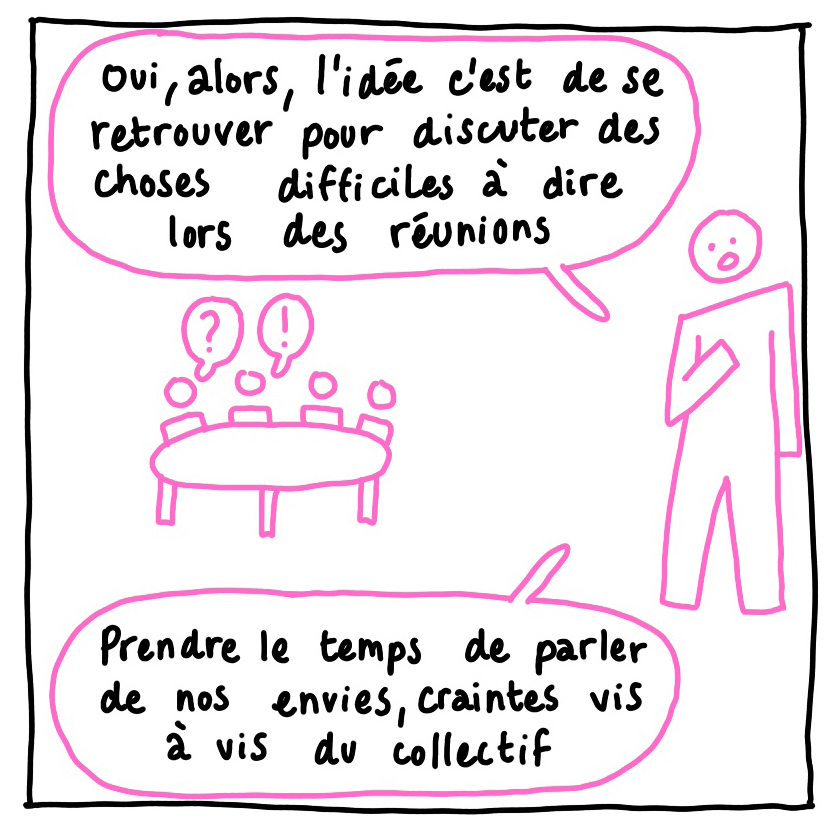 Oui, alors, l'idée c'est de se
retrouver pour discuter des
choses difficiles à dire
lors des réunions
?
!
Prendre le temps de parler
de nos envies, craintes vis
à vis du collectif